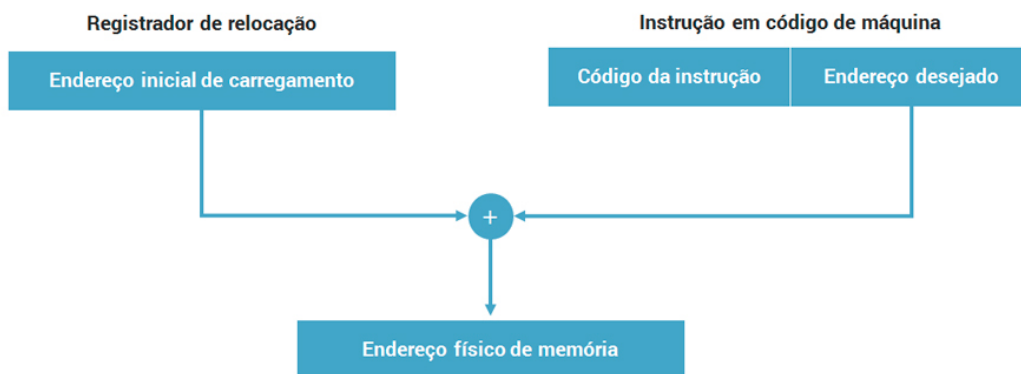 Registrador de relocação
Instrução em código de máquina
Endereço inicial de carregamento
Código da instrução
Endereço desejado
+
Endereço físico de memória